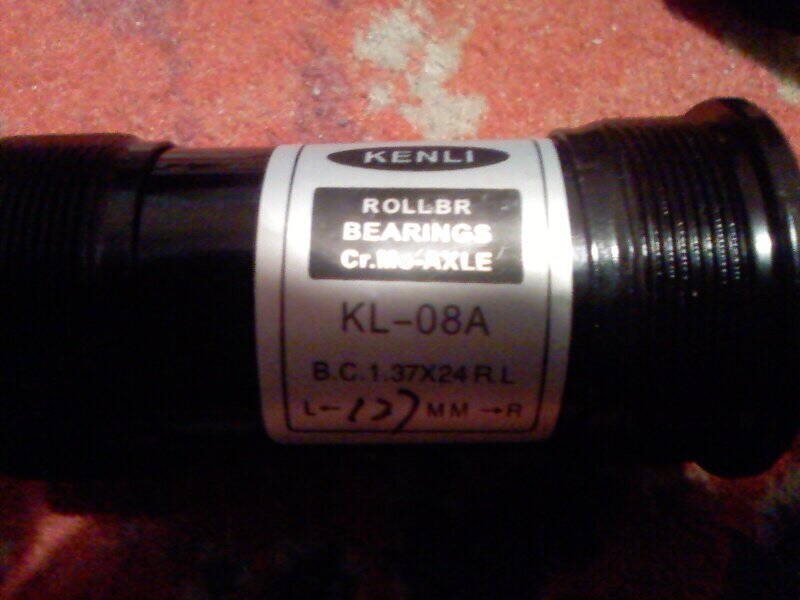 KENLI
ROLLBR
BEARINGS
Cr.Mo-AXLE
KL-08A
B.C.1.37X24 R.L
L←127 MM→R